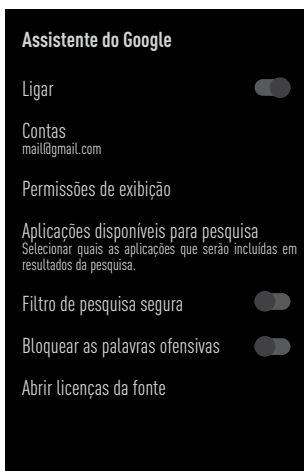 Assistente do Google
Ligar
Contas
mail@gmail.com
Permissões de exibição
Aplicações disponíveis para pesquisa
Selecionar quais as aplicações que serão incluídas em
resultados da pesquisa.
Filtro de pesquisa segura
Bloquear as palavras ofensivas
Abrir licenças da fonte